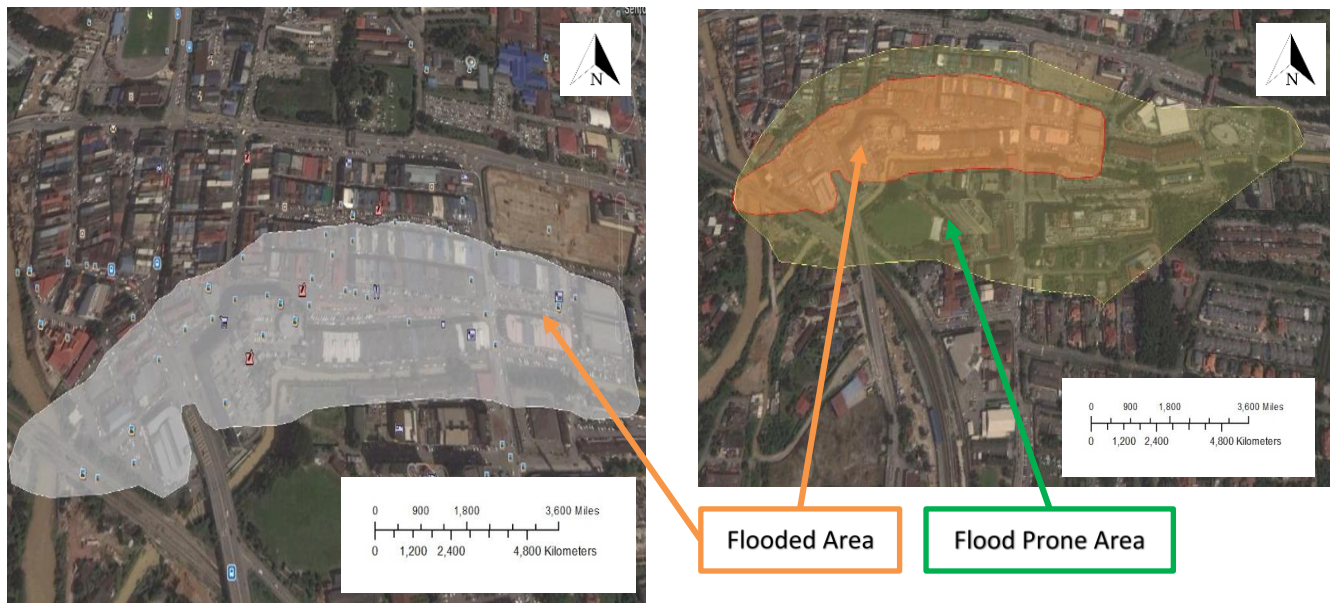 N
N
0 900 1,800 3,600 Miles
0 1,200 2,400 4,800 Kilometers
0 900 1,800 3,600 Miles
0 1,200 2,400 4,800 Kilometers
Flooded Area
Flood Prone Area